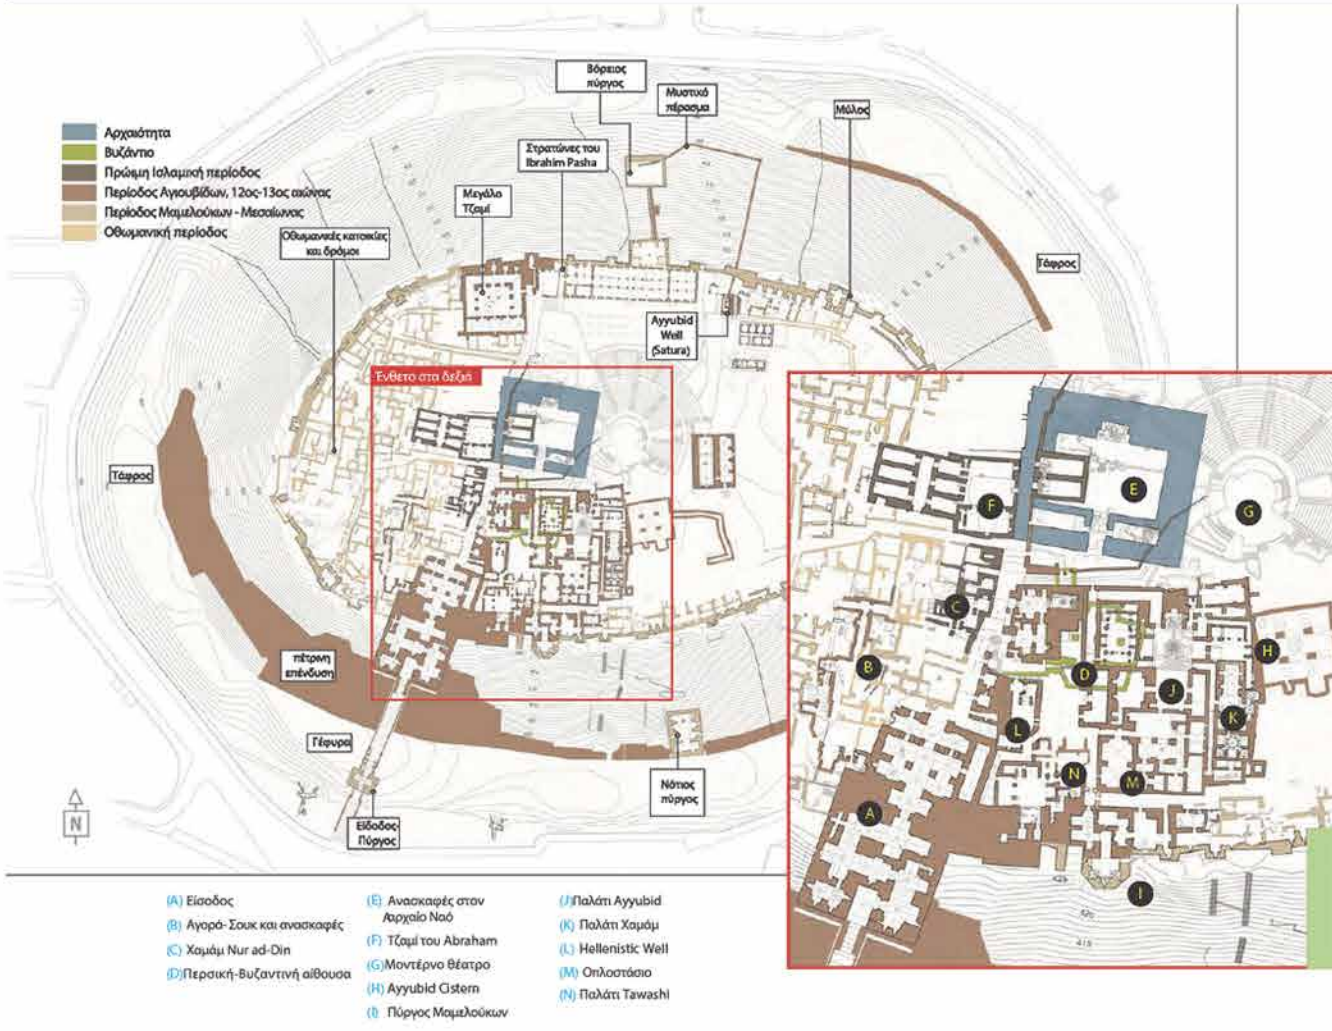 Βόρειος
πύργος
Μυστικό
πέρασμα
Μύλος
Αρχαιότητα
Βυζάντιο
Πρώιμη Ισλαμική περίοδος
Περίοδος Αγιουβίδων, 12ος-13ος αιώνας
Περίοδος Μαμελούκων - Μεσαίωνας
Οθωμανική περίοδος
Στρατώνες του
Ibrahim Pasha
Μεγάλο
Τζαμί
Οθωμανικές κατοικίες
και δρόμοι
Τάφρος
Ayyubid
Well
(Satura)
Ένθετο στα δεξιά
Τάφρος
E
F
G
C
B
D
H
J
K
L
N
M
A
I
πέτρινη
επένδυση
Γέφυρα
Νότιος
πύργος
Είδοδος-
Πύργος
N
(A) Είσοδος
(B) Αγορά- Σουκ και ανασκαφές
(C) Χαμάμ Nur ad-Din
(D)Περσική-Βυζαντινή αίθουσα
(E) Ανασκαφές στον
Ααρχαίο Ναό
(F) Τζαμί του Abraham
(G)Μοντέρνο θέατρο
(H) Ayyubid Cistern
(I) Πύργος Μαμελούκων
(J)Παλάτι Ayyubid
(K) Παλάτι Χαμάμ
(L) Hellenistic Well
(M) Οπλοστάσιο
(N) Παλάτι Tawashi